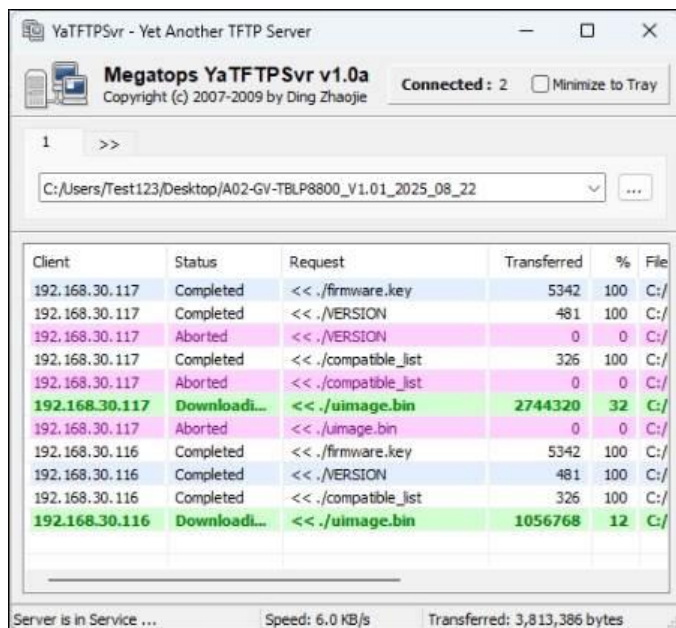 YaTFTPSvr - Yet Another TFTP Server
Megatops YaTFTPSvr v1.0a
Copyright (c) 2007-2009 by Ding Zhaojie
Connected : 2 Minimize to Tray
1 >>
C:/Users/Test123/Desktop/A02-GV-TBLP8800_V1.01_2025_08_22 ...
Client Status Request Transferred % File
192.168.30.117 Completed << ./firmware.key 5342 100 C:/
192.168.30.117 Completed << ./VERSION 481 100 C:/
192.168.30.117 Aborted << ./VERSION 0 0 C:/
192.168.30.117 Completed << ./compatible_list 326 100 C:/
192.168.30.117 Aborted << ./compatible_list 0 0 C:/
192.168.30.117 Downloadi... << ./uimage.bin 2744320 32 C:/
192.168.30.117 Aborted << ./uimage.bin 0 0 C:/
192.168.30.116 Completed << ./firmware.key 5342 100 C:/
192.168.30.116 Completed << ./VERSION 481 100 C:/
192.168.30.116 Completed << ./compatible_list 326 100 C:/
192.168.30.116 Downloadi... << ./uimage.bin 1056768 12 C:/
Server is in Service ... Speed: 6.0 KB/s Transferred: 3,813,386 bytes